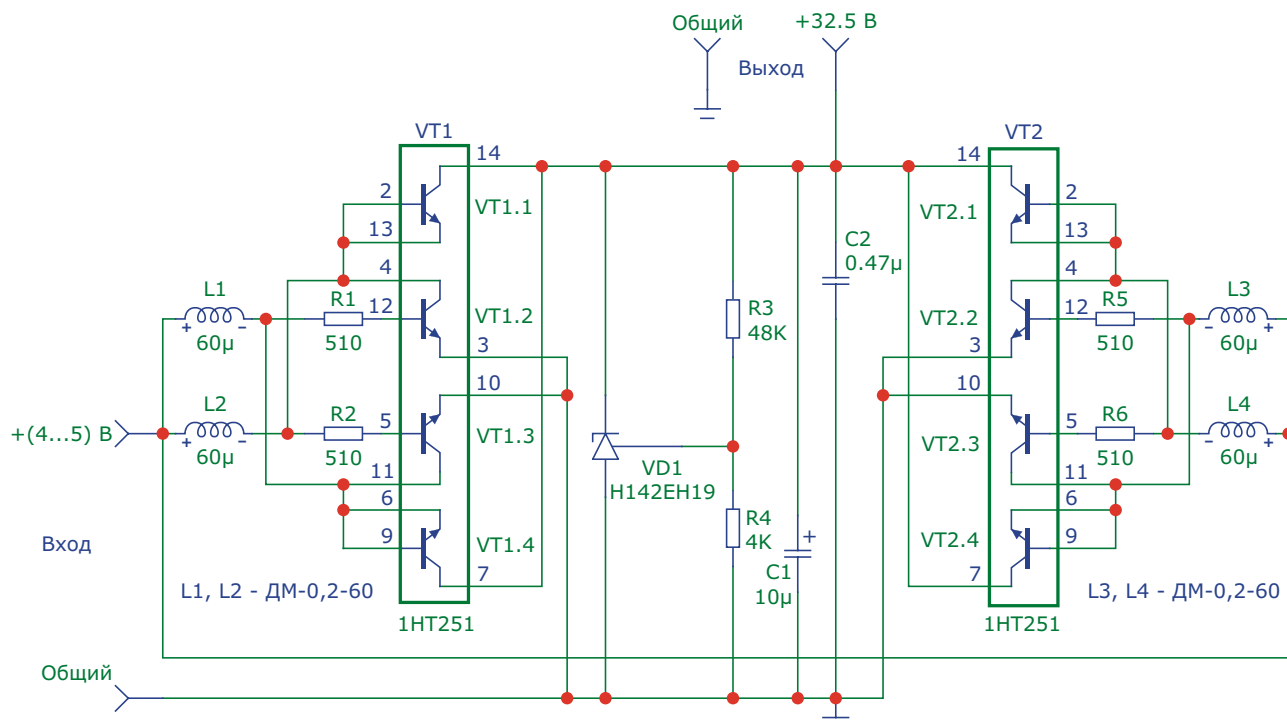 Общий
+32.5 В
Выход
VT1
VT2
14
14
2
VT1.1
VT2.1
2
13
13
C2
0.47µ
4
4
L1
R1
12
VT1.2
R3
48K
VT2.2
12
R5
L3
+
-
-
+
60µ
510
510
60µ
3
3
10
10
L2
R2
5
VT1.3
VT2.3
5
R6
L4
+(4...5) В
+
-
-
+
60µ
510
510
60µ
11
VD1
11
6
H142EH19
6
R4
4K
+
Вход
9
VT1.4
VT2.4
9
7
C1
10µ
7
L1, L2 - ДМ-0,2-60
L3, L4 - ДМ-0,2-60
1HT251
1HT251
Общий